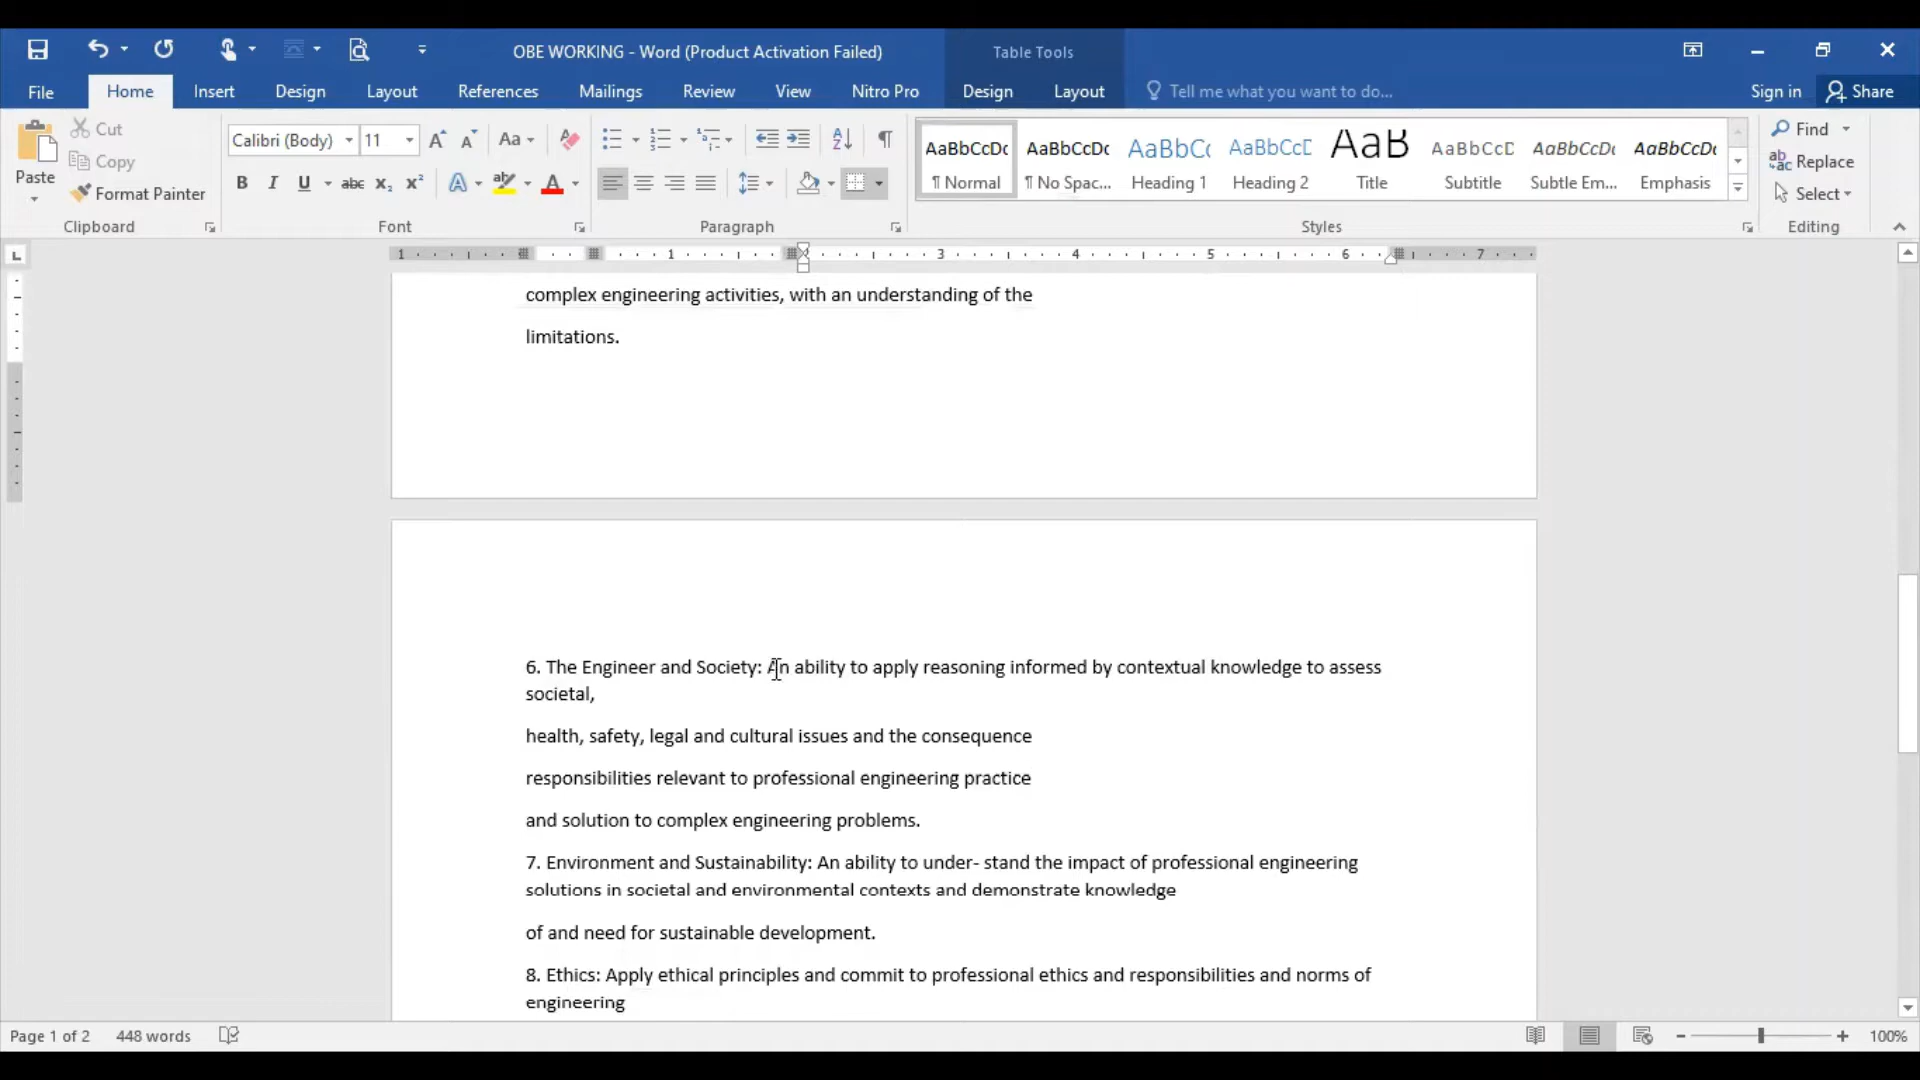 OBE WORKING - Word (Product Activation Failed)
Table Tools
File
Home
Insert
Design
Layout
References
Mailings
Review
View
Nitro Pro
Design
Layout
Tell me what you want to do...
Sign in
Share
Paste
Cut
Copy
Format Painter
Clipboard
Calibri (Body)
11
Font
Paragraph
AaBbCcDc
¶ Normal
AaBbCcDc
¶ No Spac...
AaBbCc
Heading 1
AaBbCcD
Heading 2
AaB
Title
AaBbCcD
Subtitle
AaBbCcDc
Subtle Em...
AaBbCcDc
Emphasis
Styles
Find
Replace
Select
Editing
1 1 3 4 5 6 7
complex engineering activities, with an understanding of the
limitations.
6. The Engineer and Society: An ability to apply reasoning informed by contextual knowledge to assess
societal,
health, safety, legal and cultural issues and the consequence
responsibilities relevant to professional engineering practice
and solution to complex engineering problems.
7. Environment and Sustainability: An ability to under- stand the impact of professional engineering
solutions in societal and environmental contexts and demonstrate knowledge
of and need for sustainable development.
8. Ethics: Apply ethical principles and commit to professional ethics and responsibilities and norms of
engineering
Page 1 of 2
448 words
100%